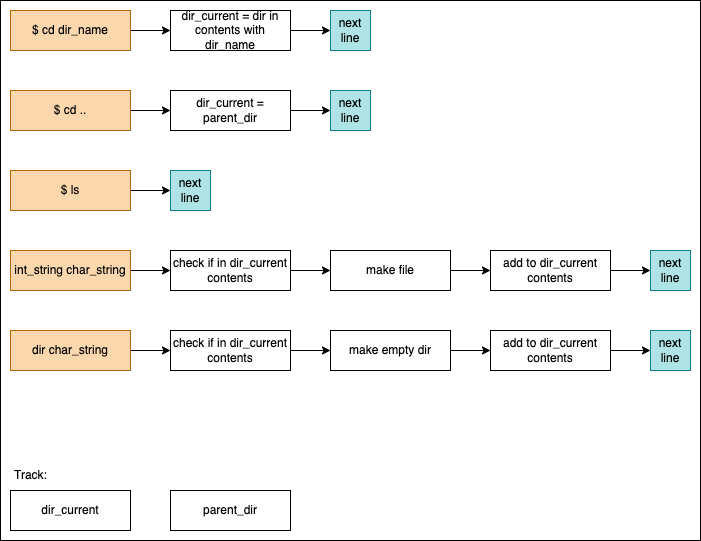 $ cd dir_name
dir_current = dir in
contents with
dir_name
next
line
$ cd ..
dir_current =
parent_dir
next
line
$ ls
next
line
int_string char_string
check if in dir_current
contents
make file
add to dir_current
contents
next
line
dir char_string
check if in dir_current
contents
make empty dir
add to dir_current
contents
next
line
Track:
dir_current
parent_dir